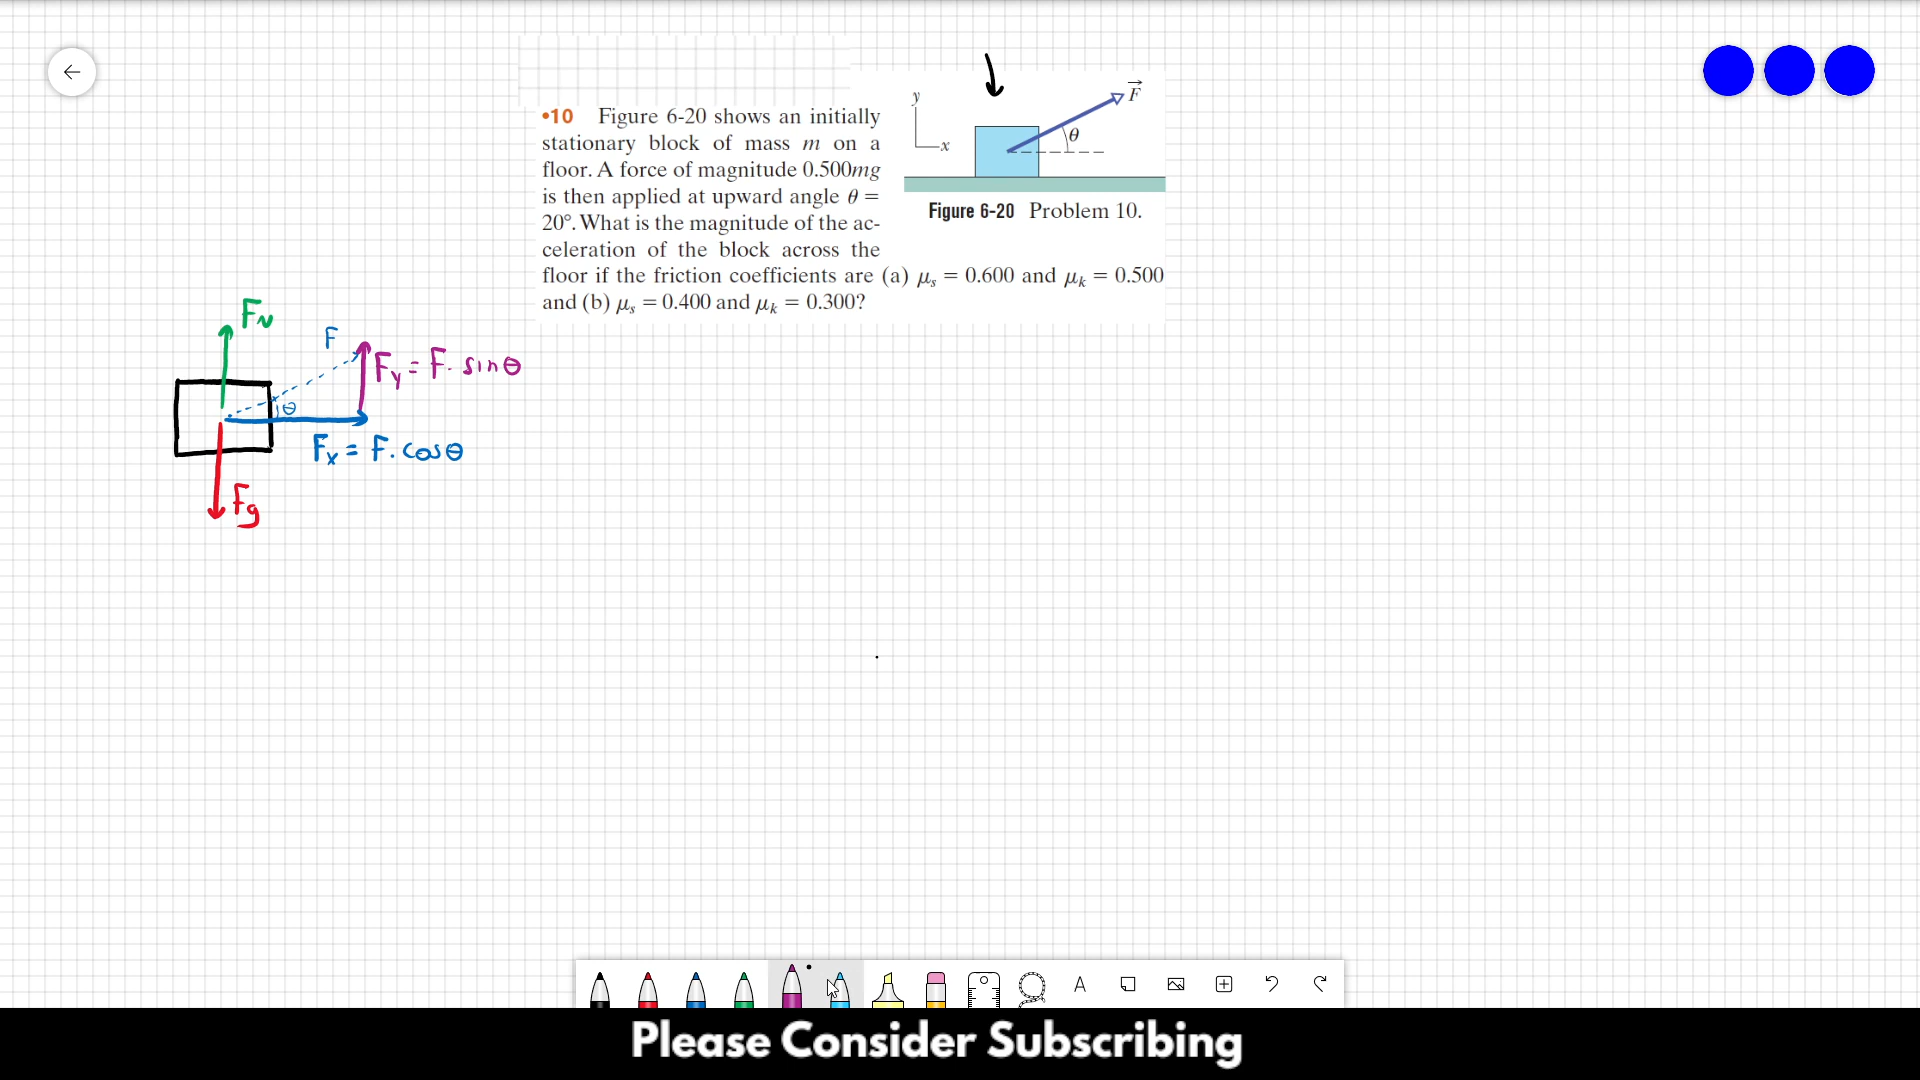 •10 Figure 6-20 shows an initially
stationary block of mass m on a
floor. A force of magnitude 0.500mg
is then applied at upward angle θ =
20°. What is the magnitude of the ac-
celeration of the block across the
floor if the friction coefficients are (a) μs = 0.600 and μk = 0.500
and (b) μs = 0.400 and μk = 0.300?
y
x
F
θ
Figure 6-20 Problem 10.
FN
F
Fy = F. sinθ
θ
Fx = F. cosθ
Fg
A
Please Consider Subscribing